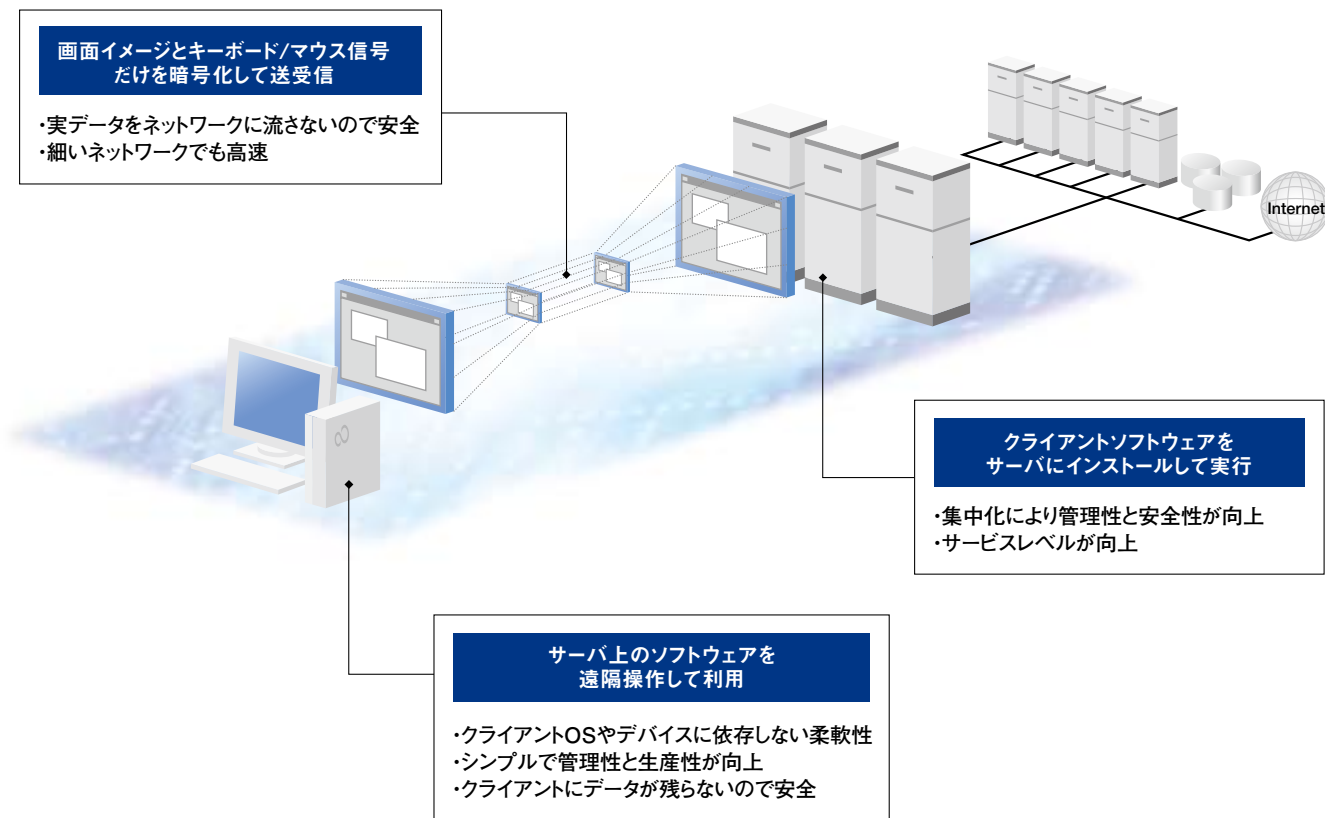 画面イメージとキーボード/マウス信号
だけを暗号化して送受信
・実データをネットワークに流さないので安全
・細いネットワークでも高速
Internet
クライアントソフトウェアを
サーバにインストールして実行
・集中化により管理性と安全性が向上
・サービスレベルが向上
サーバ上のソフトウェアを
遠隔操作して利用
・クライアントOSやデバイスに依存しない柔軟性
・シンプルで管理性と生産性が向上
・クライアントにデータが残らないので安全